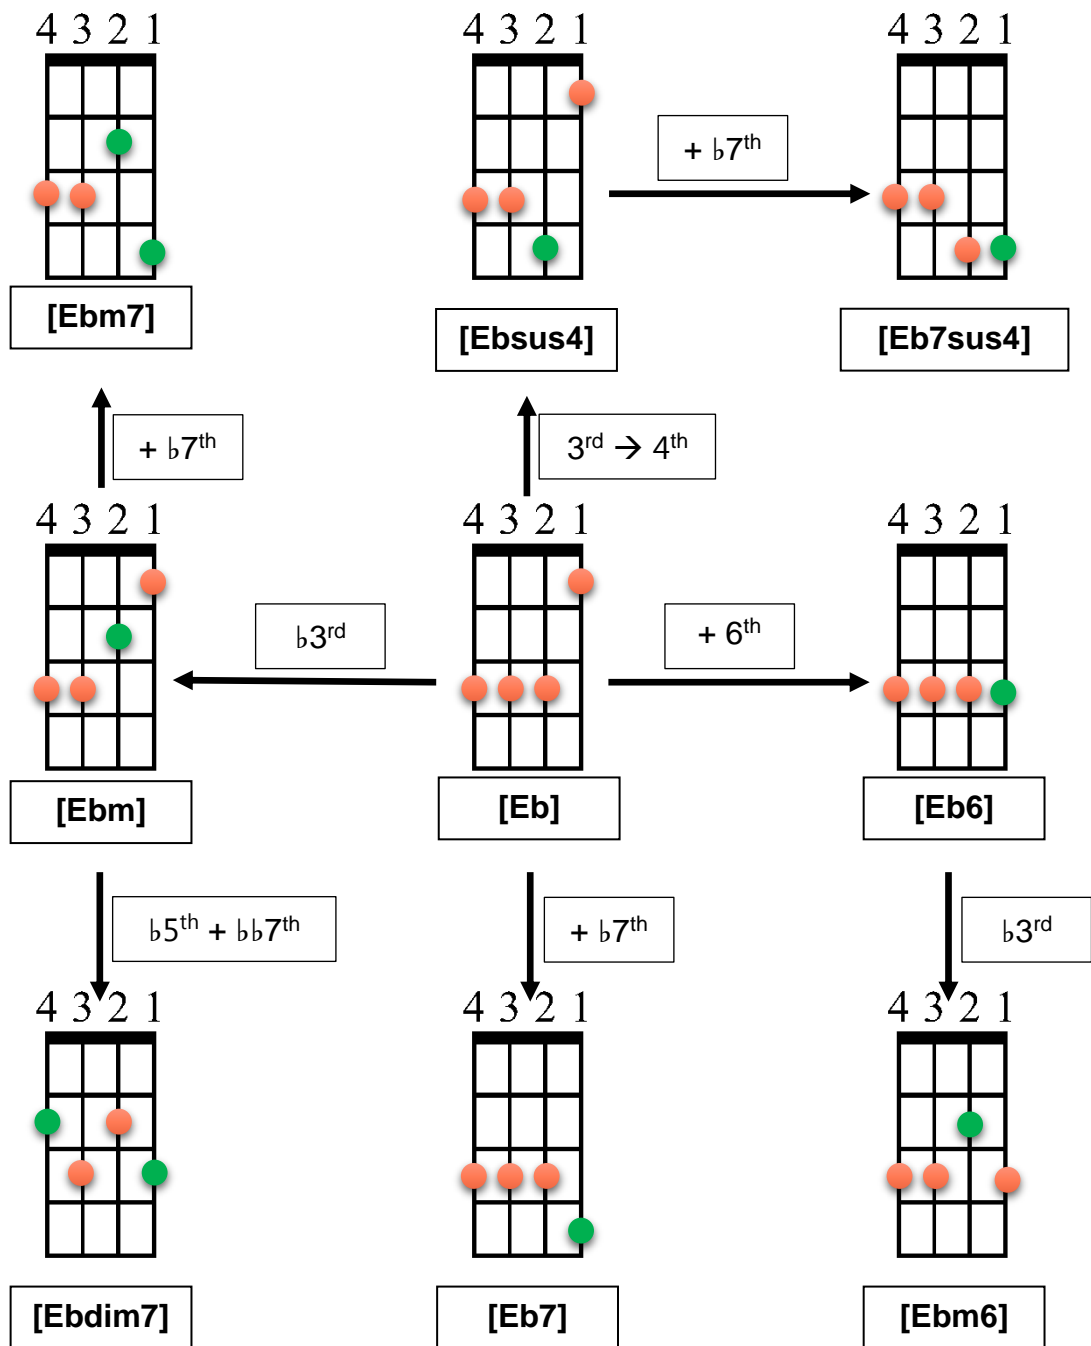 4 3 2 1
4 3 2 1
4 3 2 1
+ ♭7th
[Ebm7]
[Ebsus4]
[Eb7sus4]
+ ♭7th
3rd → 4th
4 3 2 1
4 3 2 1
4 3 2 1
♭3rd
+ 6th
[Ebm]
[Eb]
[Eb6]
♭5th + ♭♭7th
+ ♭7th
♭3rd
4 3 2 1
4 3 2 1
4 3 2 1
[Ebdim7]
[Eb7]
[Ebm6]